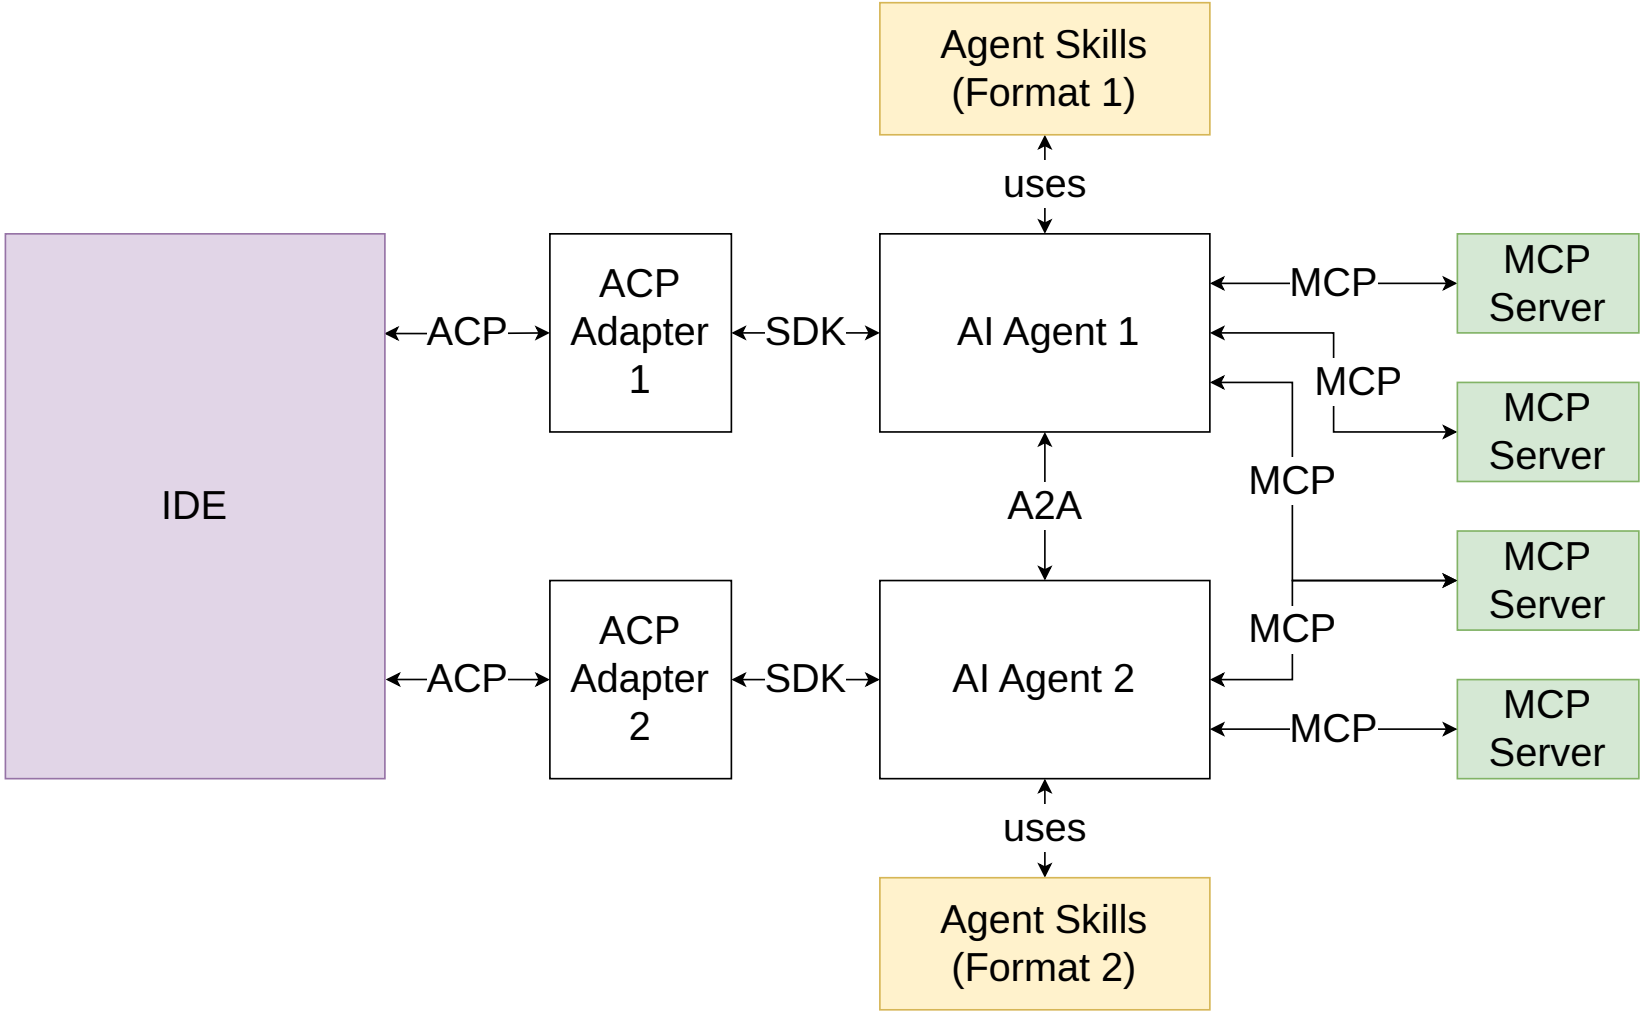 Agent Skills
(Format 1)
uses
IDE
ACP
ACP
Adapter
1
SDK
AI Agent 1
MCP
MCP
Server
MCP
MCP
Server
MCP
A2A
MCP
Server
MCP
ACP
ACP
Adapter
2
SDK
AI Agent 2
MCP
MCP
Server
uses
Agent Skills
(Format 2)